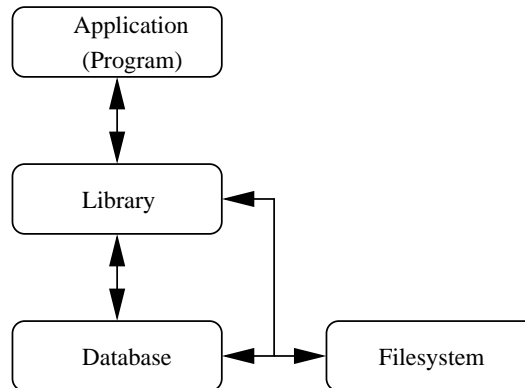 Application
(Program)
Library
Database
Filesystem